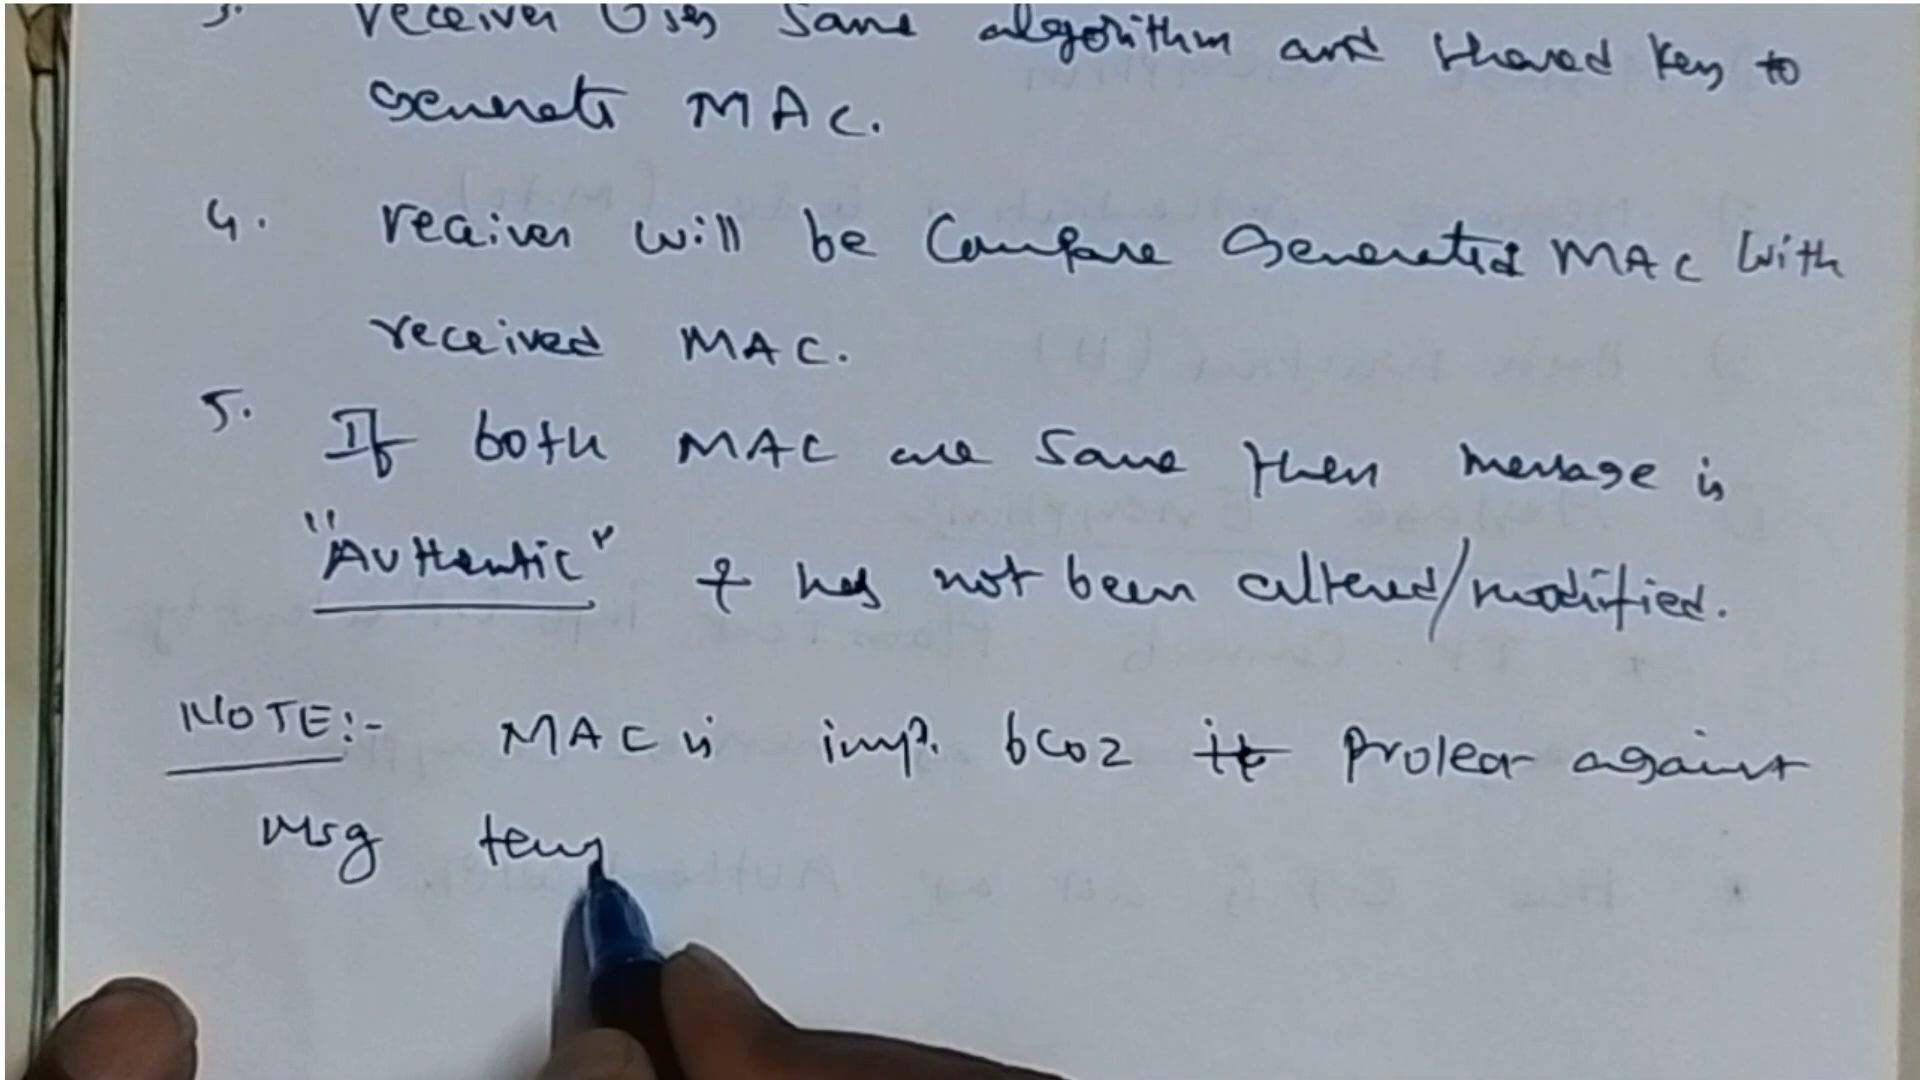 3. receiver Uses Same algorithm and shared key to
Generate MAC.
4. receiver will be Compare Generated MAC with
received MAC.
5. If both MAC are Same then message is
"Authentic" & has not been altered/modified.
NOTE:- MAC is imp. bcoz it Protect against
Msg tem